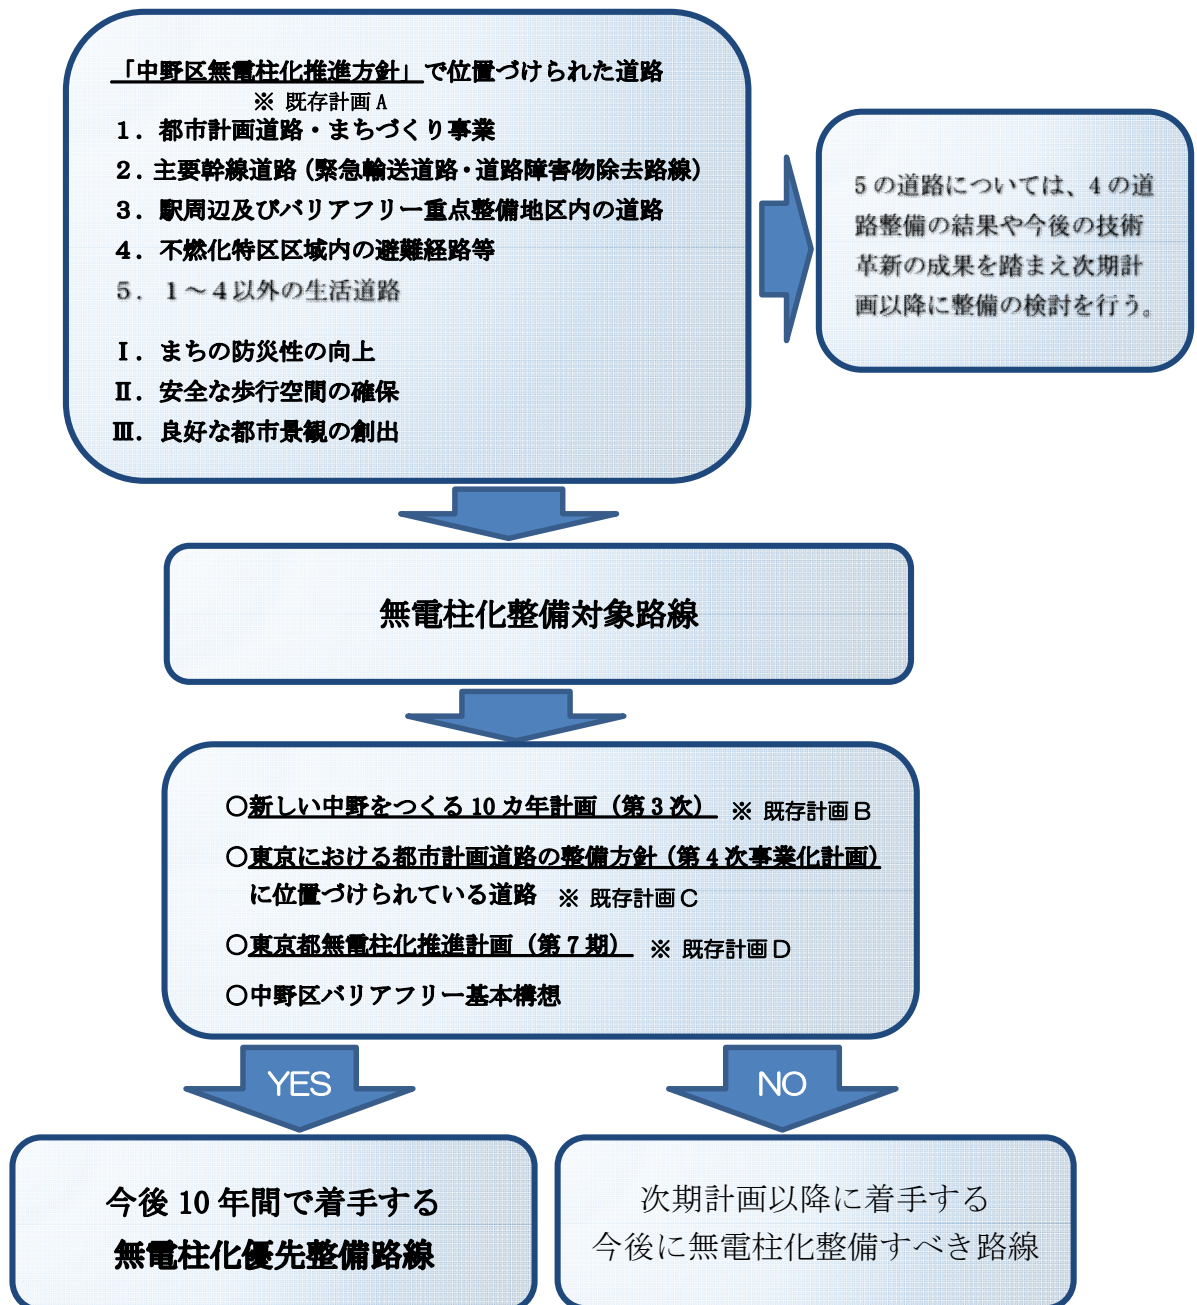 「中野区無電柱化推進方針」で位置づけられた道路
※ 既存計画A
1．都市計画道路・まちづくり事業
2．主要幹線道路（緊急輸送道路・道路障害物除去路線）
3．駅周辺及びバリアフリー重点整備地区内の道路
4．不燃化特区区域内の避難経路等
5．1～4以外の生活道路
Ⅰ．まちの防災性の向上
Ⅱ．安全な歩行空間の確保
Ⅲ．良好な都市景観の創出
5の道路については、4の道
路整備の結果や今後の技術
革新の成果を踏まえ次期計
画以降に整備の検討を行う。
無電柱化整備対象路線
○新しい中野をつくる10カ年計画（第3次） ※ 既存計画B
○東京における都市計画道路の整備方針（第4次事業化計画）
に位置づけられている道路 ※ 既存計画C
○東京都無電柱化推進計画（第7期） ※ 既存計画D
○中野区バリアフリー基本構想
YES
NO
今後10年間で着手する
無電柱化優先整備路線
次期計画以降に着手する
今後に無電柱化整備すべき路線